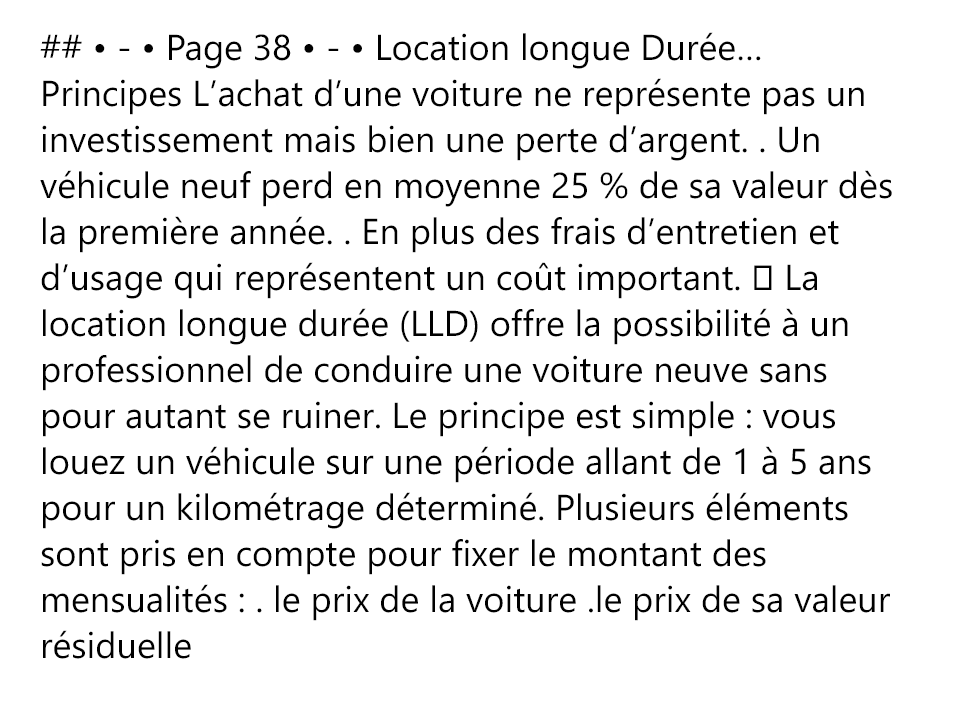 ## • - • Page 38 • - • Location longue Durée…
Principes L’achat d’une voiture ne représente pas un
investissement mais bien une perte d’argent. . Un
véhicule neuf perd en moyenne 25 % de sa valeur dès
la première année. . En plus des frais d’entretien et
d’usage qui représentent un coût important. □ La
location longue durée (LLD) offre la possibilité à un
professionnel de conduire une voiture neuve sans
pour autant se ruiner. Le principe est simple : vous
louez un véhicule sur une période allant de 1 à 5 ans
pour un kilométrage déterminé. Plusieurs éléments
sont pris en compte pour fixer le montant des
mensualités : . le prix de la voiture .le prix de sa valeur
résiduelle